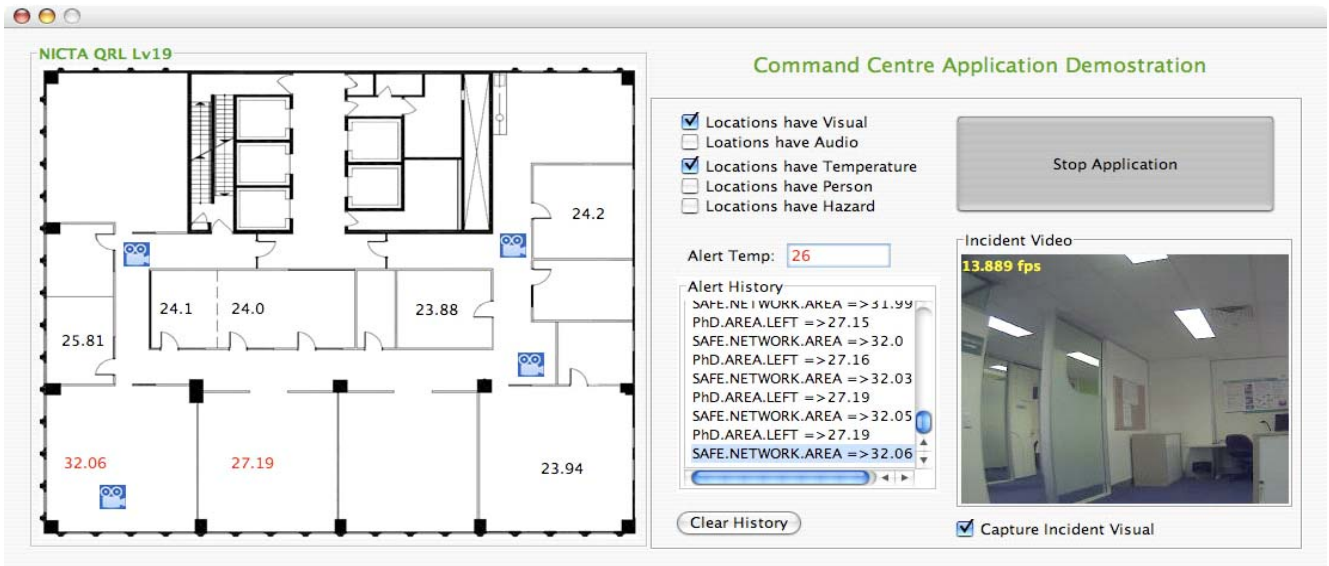 NICTA QRL Lv19
24.2
24.1
24.0
23.88
25.81
32.06
27.19
23.94
Command Centre Application Demostration
Locations have Visual
Loations have Audio
Locations have Temperature
Locations have Person
Locations have Hazard
Stop Application
Alert Temp: 26
Alert History
SAFE.NETWORK.AREA =>31.99
PhD.AREA.LEFT =>27.15
SAFE.NETWORK.AREA =>32.0
PhD.AREA.LEFT =>27.16
SAFE.NETWORK.AREA =>32.03
PhD.AREA.LEFT =>27.19
SAFE.NETWORK.AREA =>32.05
PhD.AREA.LEFT =>27.19
SAFE.NETWORK.AREA =>32.06
Clear History
Incident Video
13.889 fps
Capture Incident Visual